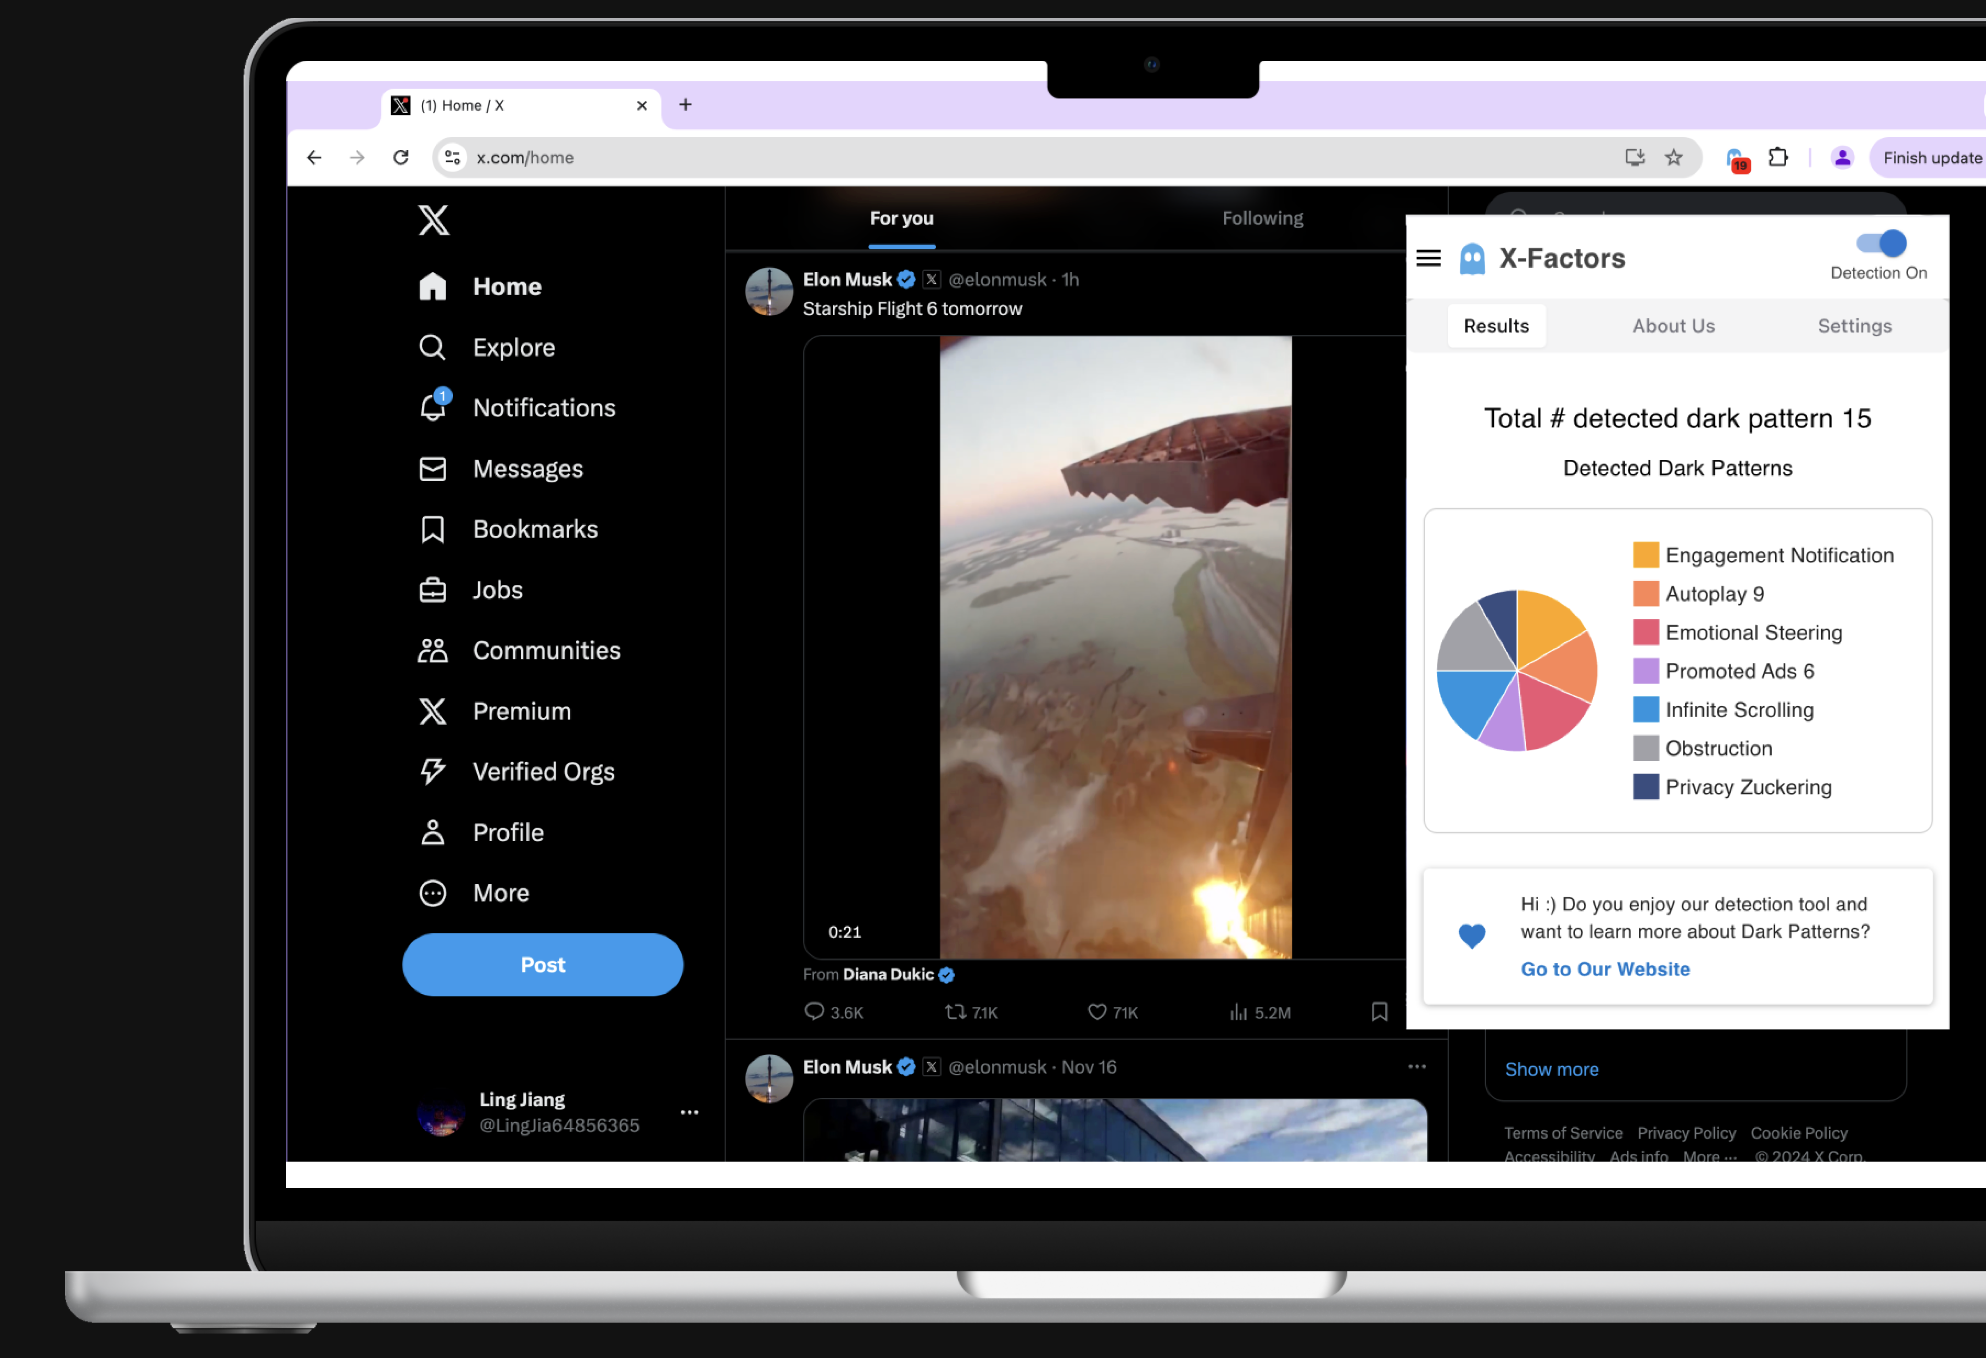 (1) Home / X
x.com/home
19
Finish update
For you
Following
Home
Explore
1
Notifications
Messages
Bookmarks
Jobs
Communities
Premium
Verified Orgs
Profile
More
Post
Ling Jiang
@LingJia64856365
Elon Musk @elonmusk · 1h
Starship Flight 6 tomorrow
0:21
From Diana Dukic
3.6K 7.1K 71K 5.2M
Elon Musk @elonmusk · Nov 16
X-Factors
Detection On
Results About Us Settings
Total # detected dark pattern 15
Detected Dark Patterns
Engagement Notification
Autoplay 9
Emotional Steering
Promoted Ads 6
Infinite Scrolling
Obstruction
Privacy Zuckering
Hi :) Do you enjoy our detection tool and
want to learn more about Dark Patterns?
Go to Our Website
Show more
Terms of Service Privacy Policy Cookie Policy
Accessibility Ads info More ··· © 2024 X Corp.